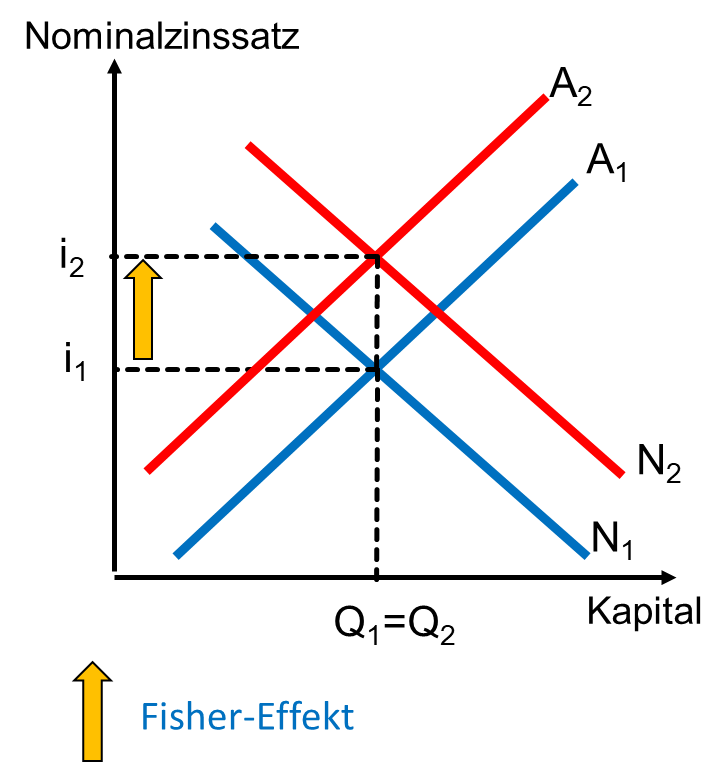 Nominalzinssatz
A₂
A₁
i₂
i₁
N₂
N₁
Kapital
Q₁=Q₂
Fisher-Effekt